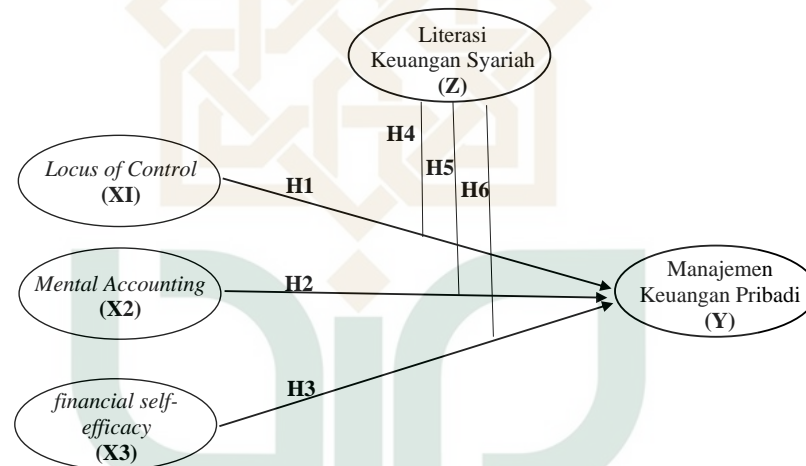 Literasi
Keuangan Syariah
(Z)
H4
H5
H6
Locus of Control
(XI)
H1
Mental Accounting
(X2)
H2
Manajemen
Keuangan Pribadi
(Y)
financial self-
efficacy
(X3)
H3